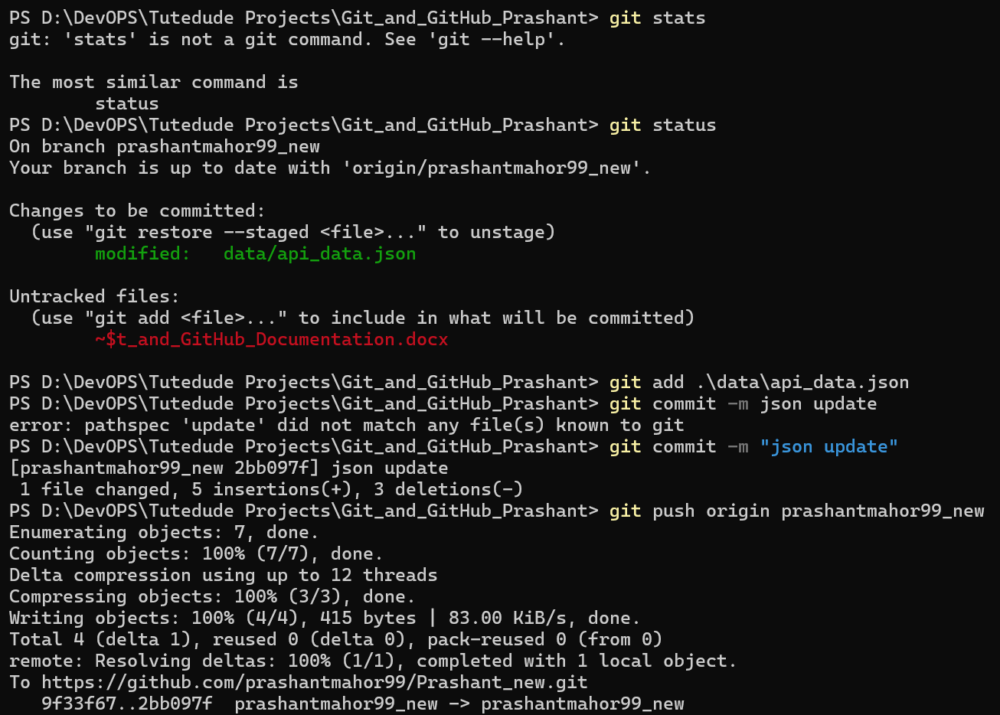 PS D:\DevOPS\Tutedude Projects\Git_and_GitHub_Prashant> git stats
git: 'stats' is not a git command. See 'git --help'.
The most similar command is
status
PS D:\DevOPS\Tutedude Projects\Git_and_GitHub_Prashant> git status
On branch prashantmahor99_new
Your branch is up to date with 'origin/prashantmahor99_new'.
Changes to be committed:
(use "git restore --staged <file>..." to unstage)
modified:   data/api_data.json
Untracked files:
(use "git add <file>..." to include in what will be committed)
~$t_and_GitHub_Documentation.docx
PS D:\DevOPS\Tutedude Projects\Git_and_GitHub_Prashant> git add .\data\api_data.json
PS D:\DevOPS\Tutedude Projects\Git_and_GitHub_Prashant> git commit -m json update
error: pathspec 'update' did not match any file(s) known to git
PS D:\DevOPS\Tutedude Projects\Git_and_GitHub_Prashant> git commit -m "json update"
[prashantmahor99_new 2bb097f] json update
1 file changed, 5 insertions(+), 3 deletions(-)
PS D:\DevOPS\Tutedude Projects\Git_and_GitHub_Prashant> git push origin prashantmahor99_new
Enumerating objects: 7, done.
Counting objects: 100% (7/7), done.
Delta compression using up to 12 threads
Compressing objects: 100% (3/3), done.
Writing objects: 100% (4/4), 415 bytes | 83.00 KiB/s, done.
Total 4 (delta 1), reused 0 (delta 0), pack-reused 0 (from 0)
remote: Resolving deltas: 100% (1/1), completed with 1 local object.
To https://github.com/prashantmahor99/Prashant_new.git
9f33f67..2bb097f  prashantmahor99_new -> prashantmahor99_new